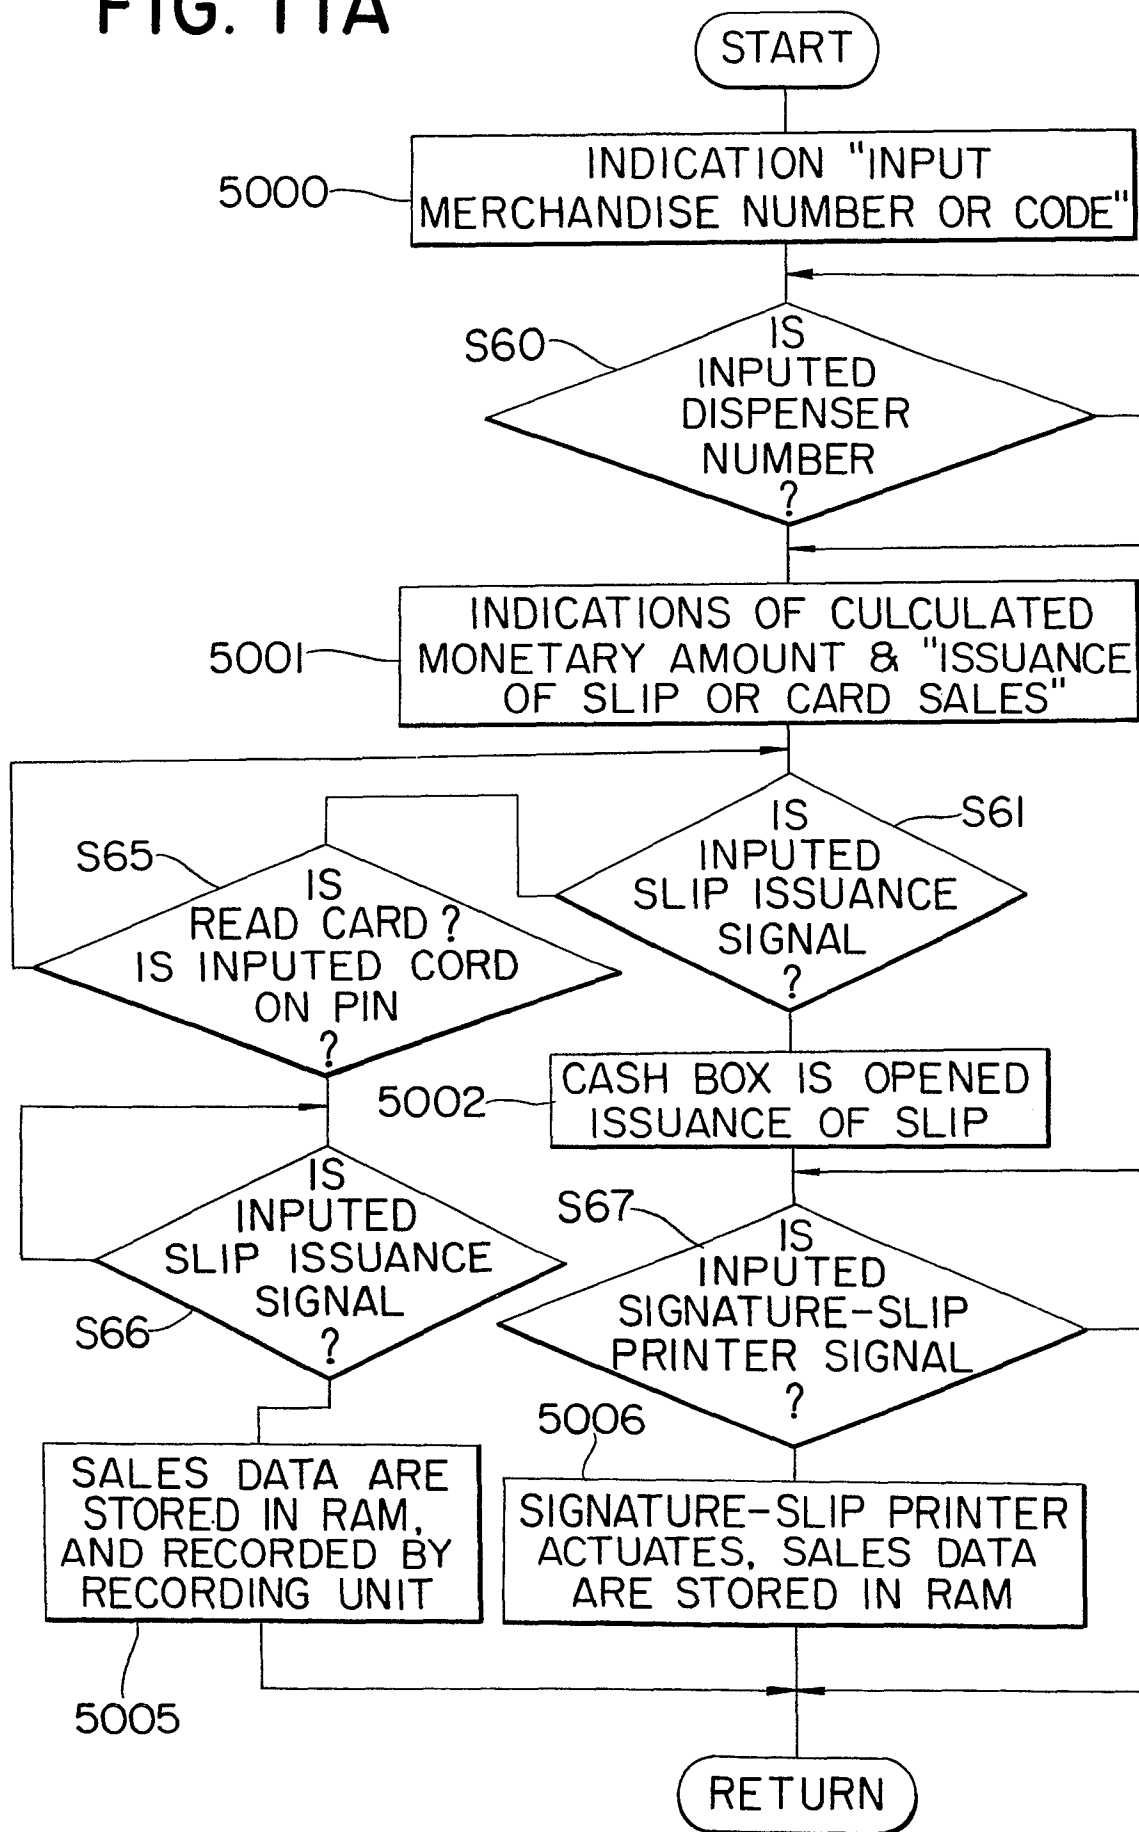 FIG. 11A
START
5000
INDICATION "INPUT
MERCHANDISE NUMBER OR CODE"
S60
IS
INPUTED
DISPENSER
NUMBER
?
5001
INDICATIONS OF CULCULATED
MONETARY AMOUNT & "ISSUANCE
OF SLIP OR CARD SALES"
S61
IS
INPUTED
SLIP ISSUANCE
SIGNAL
?
S65
IS
READ CARD ?
IS INPUTED CORD
ON PIN
?
5002
CASH BOX IS OPENED
ISSUANCE OF SLIP
S66
IS
INPUTED
SLIP ISSUANCE
SIGNAL
?
S67
IS
INPUTED
SIGNATURE-SLIP
PRINTER SIGNAL
?
5006
SALES DATA ARE
STORED IN RAM,
AND RECORDED BY
RECORDING UNIT
5005
SIGNATURE-SLIP PRINTER
ACTUATES, SALES DATA
ARE STORED IN RAM
RETURN